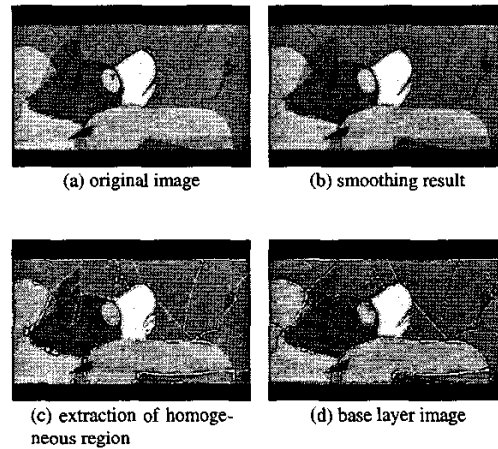 (a) original image
(b) smoothing result
(c) extraction of homoge-
neous region
(d) base layer image